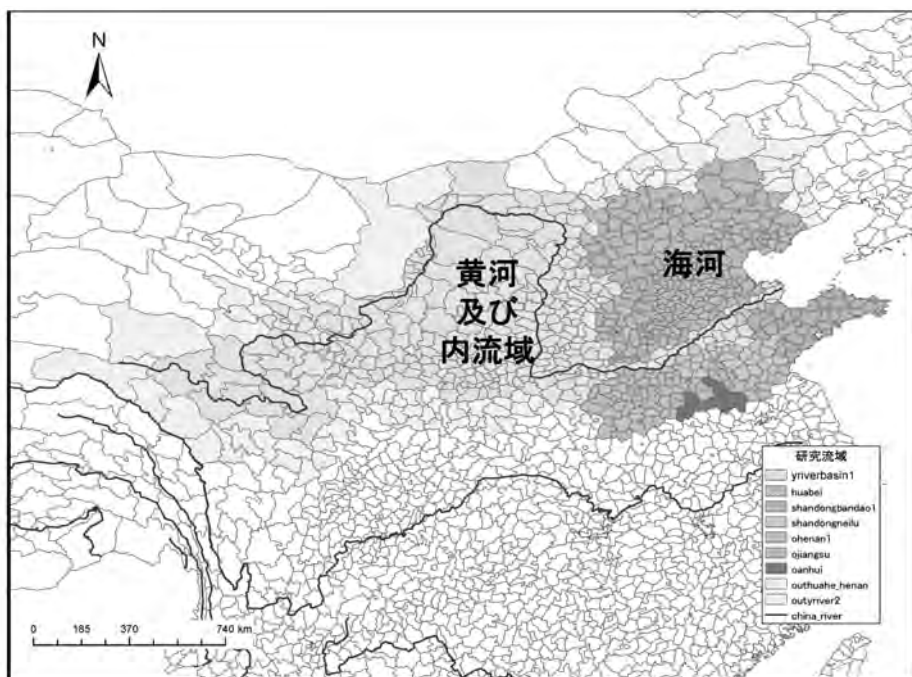 N
黄河
及び
内流域
海河
研究流域
yriverbasin1
huabei
shandongbandao1
shandongneilu
ohenan1
ojiangsu
oanhui
outhuahe_henan
outyriver2
china_river
0 185 370 740 km